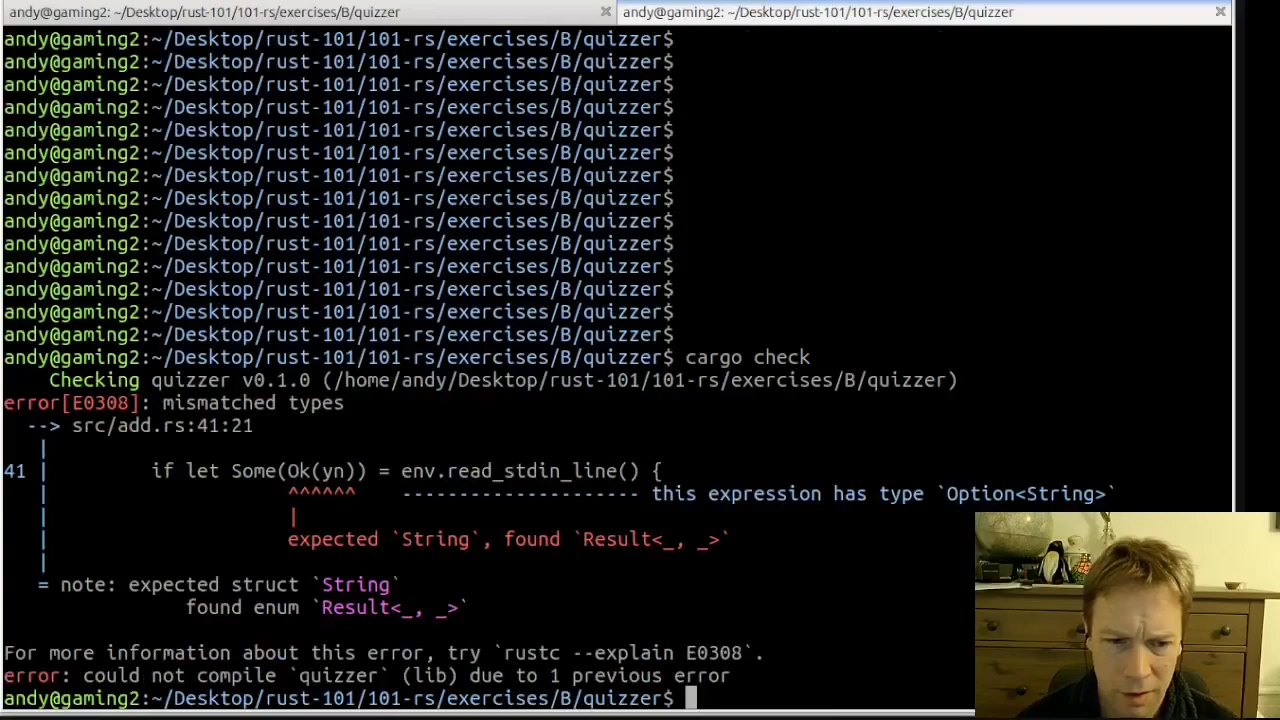 andy@gaming2: ~/Desktop/rust-101/101-rs/exercises/B/quizzer
andy@gaming2: ~/Desktop/rust-101/101-rs/exercises/B/quizzer
andy@gaming2:~/Desktop/rust-101/101-rs/exercises/B/quizzer$
andy@gaming2:~/Desktop/rust-101/101-rs/exercises/B/quizzer$
andy@gaming2:~/Desktop/rust-101/101-rs/exercises/B/quizzer$
andy@gaming2:~/Desktop/rust-101/101-rs/exercises/B/quizzer$
andy@gaming2:~/Desktop/rust-101/101-rs/exercises/B/quizzer$
andy@gaming2:~/Desktop/rust-101/101-rs/exercises/B/quizzer$
andy@gaming2:~/Desktop/rust-101/101-rs/exercises/B/quizzer$
andy@gaming2:~/Desktop/rust-101/101-rs/exercises/B/quizzer$
andy@gaming2:~/Desktop/rust-101/101-rs/exercises/B/quizzer$
andy@gaming2:~/Desktop/rust-101/101-rs/exercises/B/quizzer$
andy@gaming2:~/Desktop/rust-101/101-rs/exercises/B/quizzer$
andy@gaming2:~/Desktop/rust-101/101-rs/exercises/B/quizzer$
andy@gaming2:~/Desktop/rust-101/101-rs/exercises/B/quizzer$
andy@gaming2:~/Desktop/rust-101/101-rs/exercises/B/quizzer$
andy@gaming2:~/Desktop/rust-101/101-rs/exercises/B/quizzer$ cargo check
    Checking quizzer v0.1.0 (/home/andy/Desktop/rust-101/101-rs/exercises/B/quizzer)
error[E0308]: mismatched types
  --> src/add.rs:41:21
   |
41 |         if let Some(Ok(yn)) = env.read_stdin_line() {
   |                     ^^^^^^    --------------------- this expression has type `Option<String>`
   |                     |
   |                     expected `String`, found `Result<_, _>`
   |
   = note: expected struct `String`
                found enum `Result<_, _>`
For more information about this error, try `rustc --explain E0308`.
error: could not compile `quizzer` (lib) due to 1 previous error
andy@gaming2:~/Desktop/rust-101/101-rs/exercises/B/quizzer$